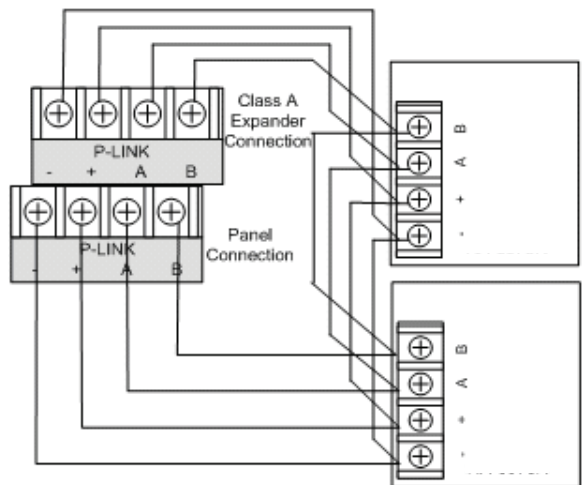 Class A
Expander
Connection
P-LINK
- + A B
Panel
Connection
P-LINK
- + A B
B
A
+
-
B
A
+
-